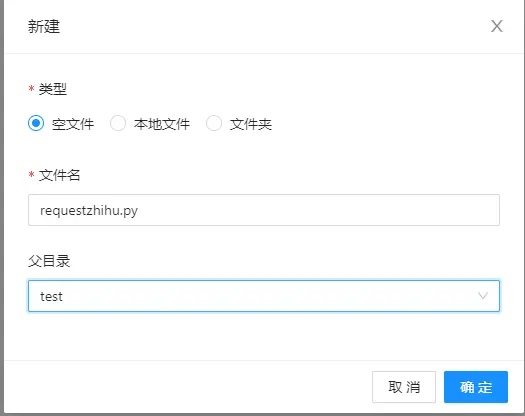 新建
* 类型
空文件 本地文件 文件夹
* 文件名
requestzhihu.py
父目录
test
取 消 确 定